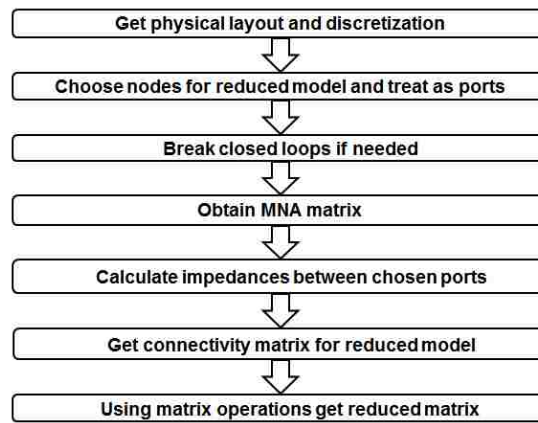 Get physical layout and discretization
Choose nodes for reduced model and treat as ports
Break closed loops if needed
Obtain MNA matrix
Calculate impedances between chosen ports
Get connectivity matrix for reduced model
Using matrix operations get reduced matrix